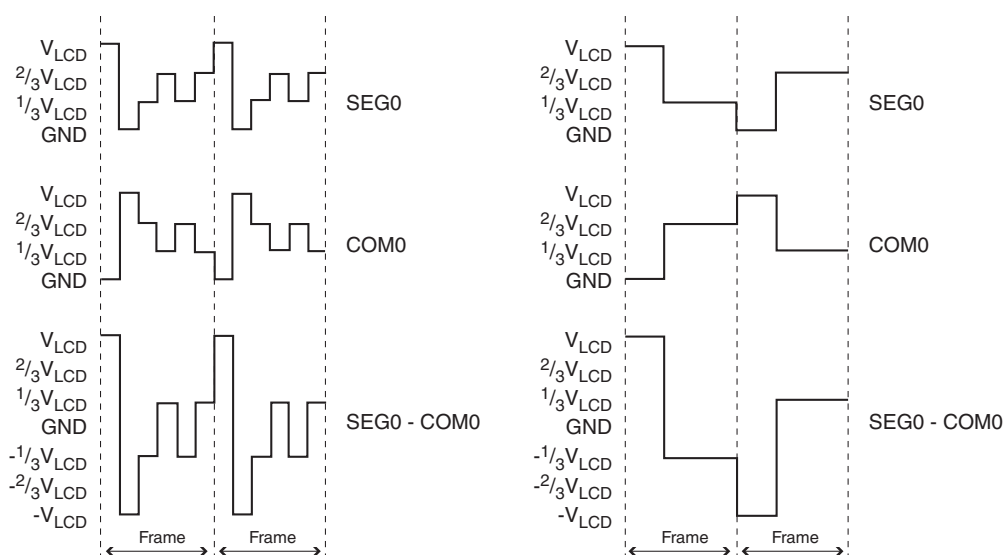 V_LCD
2/3V_LCD
1/3V_LCD
GND
SEG0
V_LCD
2/3V_LCD
1/3V_LCD
GND
COM0
V_LCD
2/3V_LCD
1/3V_LCD
GND
-1/3V_LCD
-2/3V_LCD
-V_LCD
SEG0 - COM0
Frame Frame
V_LCD
2/3V_LCD
1/3V_LCD
GND
SEG0
V_LCD
2/3V_LCD
1/3V_LCD
GND
COM0
V_LCD
2/3V_LCD
1/3V_LCD
GND
-1/3V_LCD
-2/3V_LCD
-V_LCD
SEG0 - COM0
Frame Frame